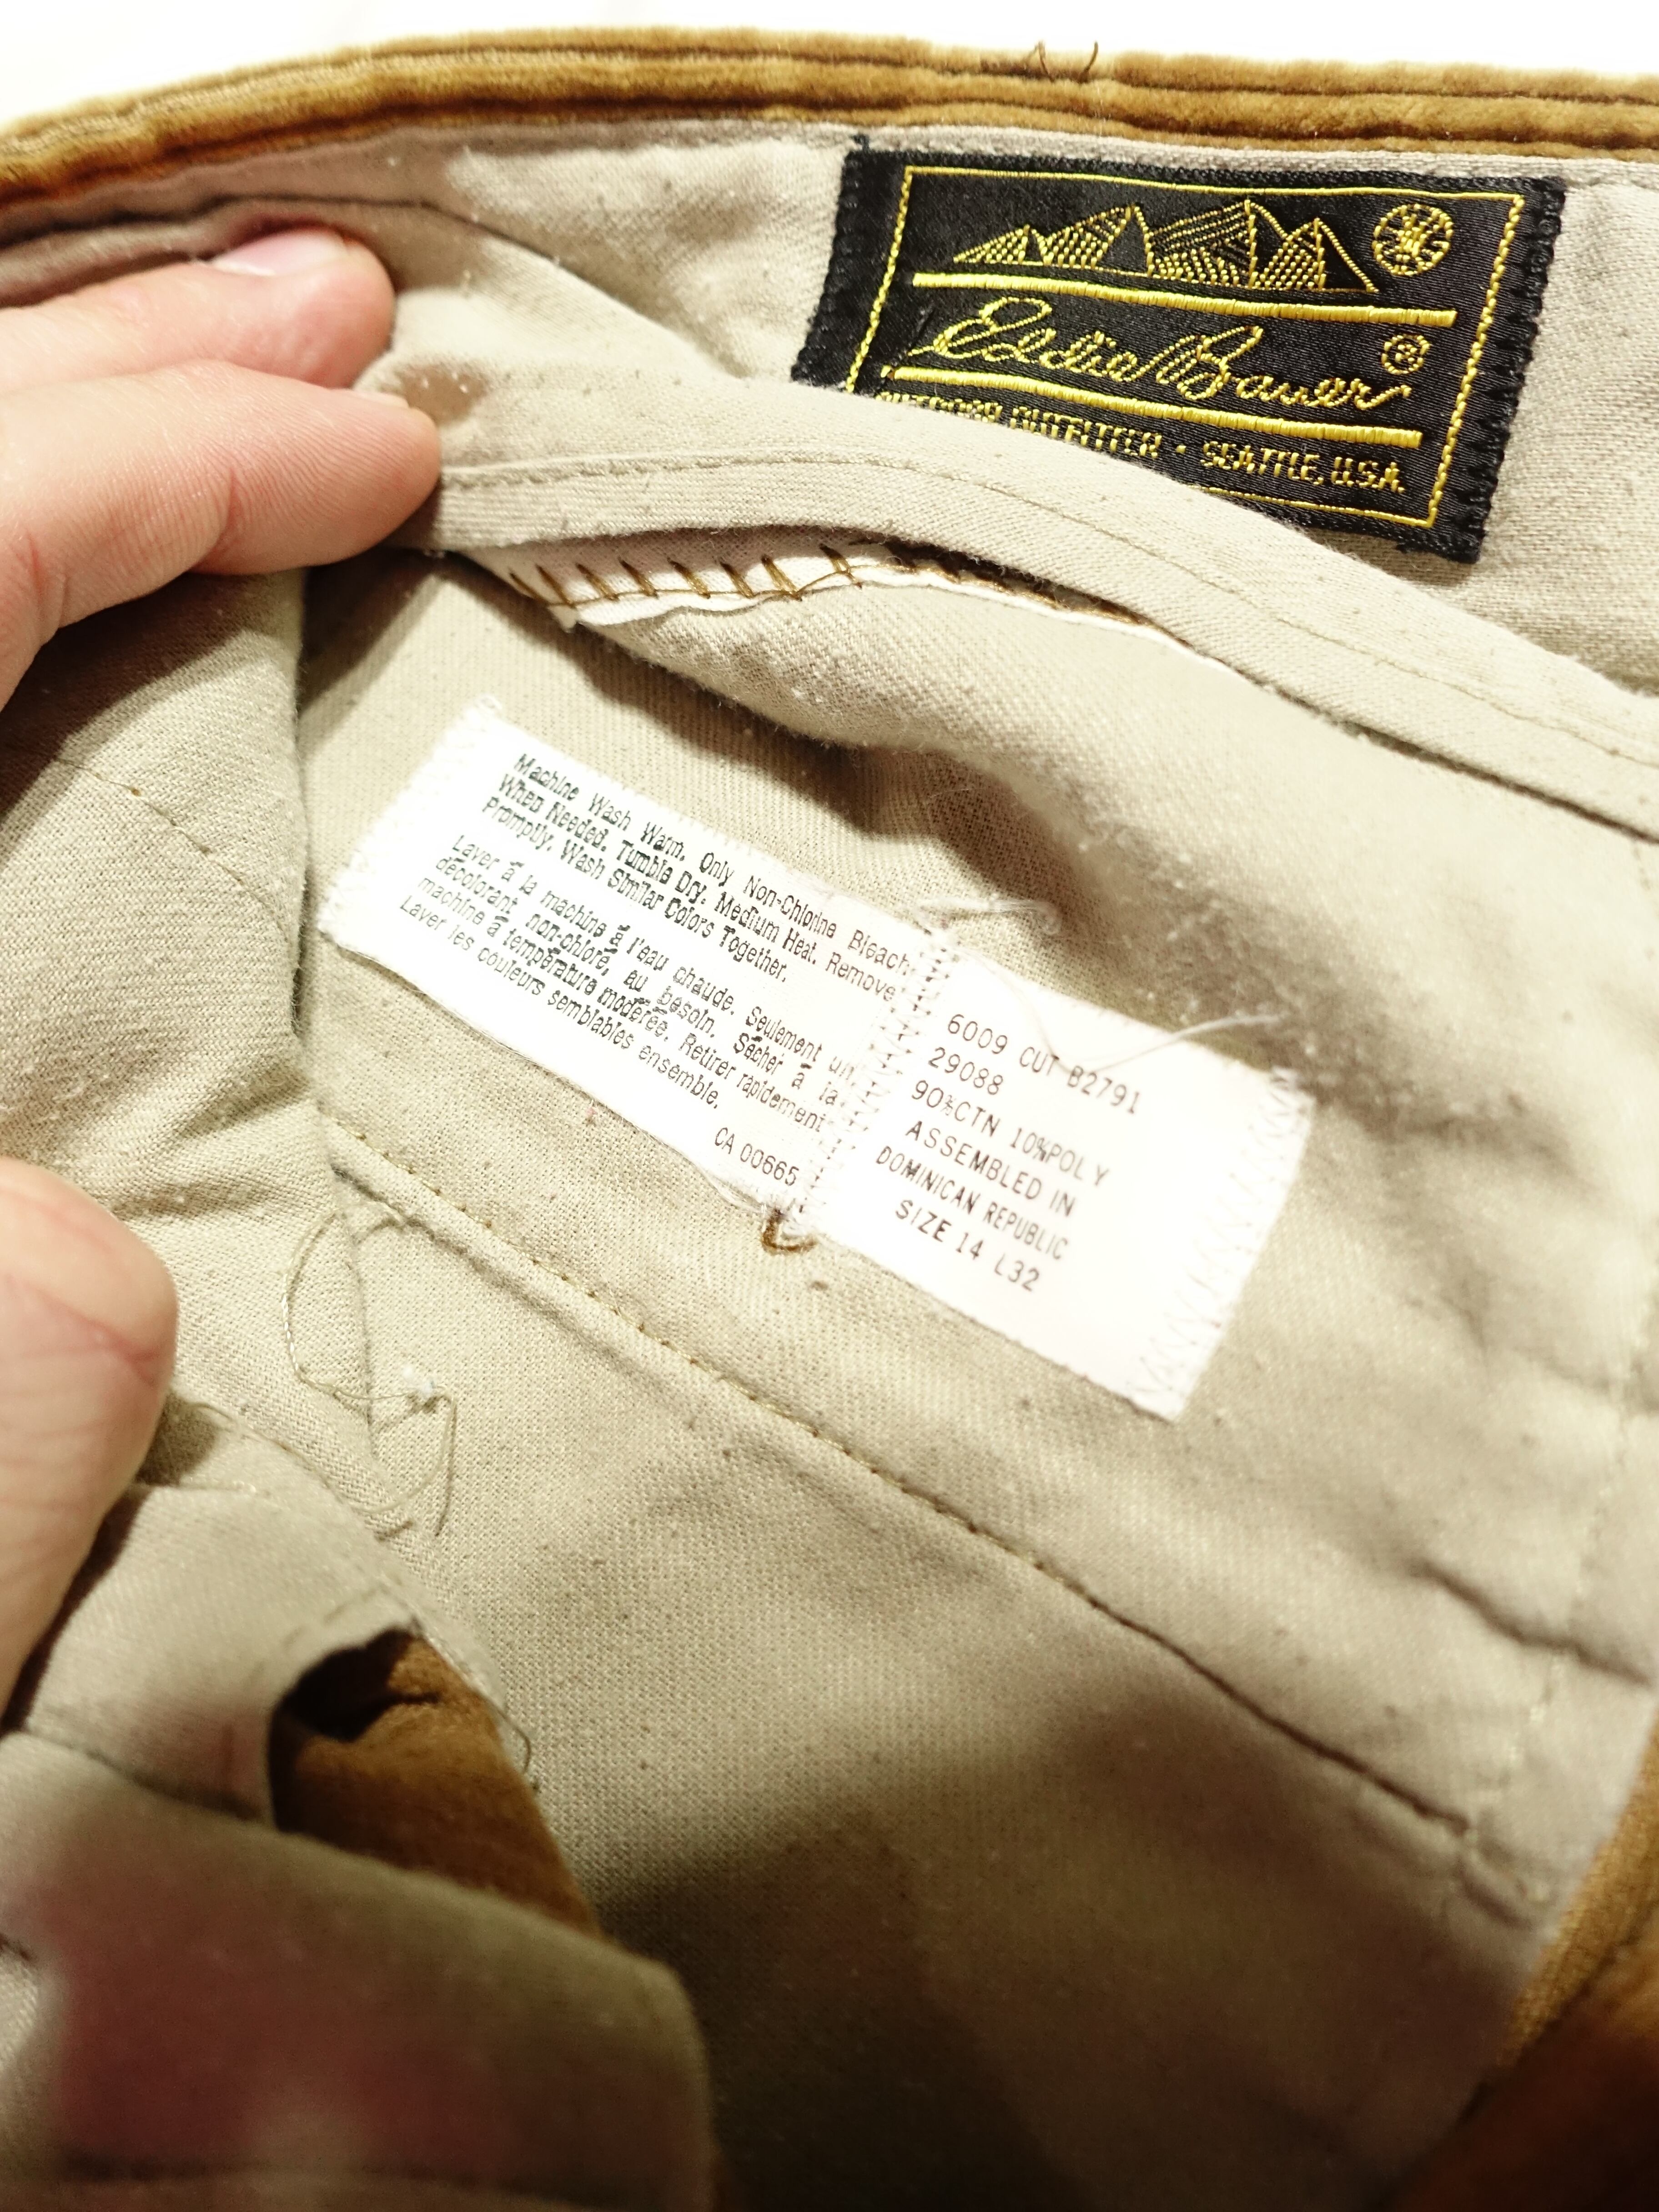 Eddie Bauer ®
OUTDOOR OUTFITTER · SEATTLE, U.S.A.
Machine Wash Warm. Only Non-Chlorine Bleach
When Needed. Tumble Dry. Medium Heat. Remove
Promptly. Wash Similar Colors Together.
Laver à la machine à l'eau chaude. Seulement un
décolorant non-chloré, au besoin. Sécher à la
machine à température modérée. Retirer rapidement
Laver les couleurs semblables ensemble.
CA 00665
6009 CUT B2791
29088
90%CTN 10%POLY
ASSEMBLED IN
DOMINICAN REPUBLIC
SIZE 14 L32